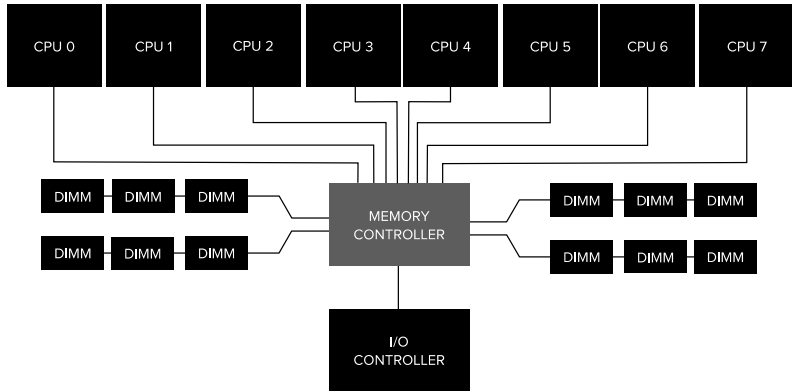 CPU 0
CPU 1
CPU 2
CPU 3
CPU 4
CPU 5
CPU 6
CPU 7
DIMM
DIMM
DIMM
MEMORY
CONTROLLER
DIMM
DIMM
DIMM
DIMM
DIMM
DIMM
DIMM
DIMM
DIMM
I/O
CONTROLLER